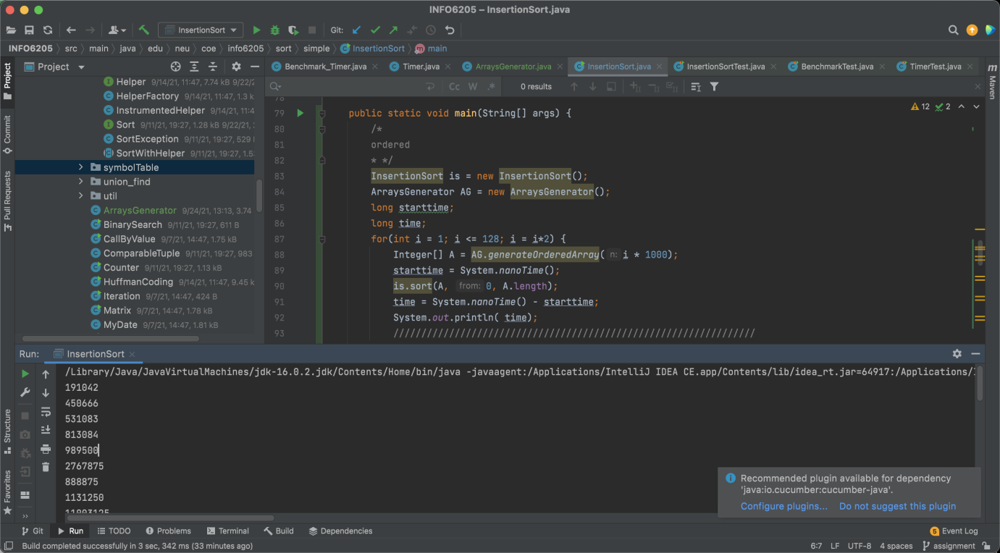 INFO6205 – InsertionSort.java
InsertionSort
Git:
INFO6205 src main java edu neu coe info6205 sort simple InsertionSort main
Project
Benchmark_Timer.java Timer.java ArraysGenerator.java InsertionSort.java InsertionSortTest.java BenchmarkTest.java TimerTest.java
Cc W .* 0 results
Project
Commit
Pull Requests
Structure
Favorites
Maven
Helper 9/14/21, 11:47, 7.74 kB 9/22/2
HelperFactory 9/14/21, 11:47, 1.3 k
InstrumentedHelper 9/14/21, 11:4
Sort 9/11/21, 19:27, 1.28 kB 9/22/21,
SortException 9/11/21, 19:27, 529
SortWithHelper 9/11/21, 19:27, 1.5
symbolTable
union_find
util
ArraysGenerator 9/24/21, 13:13, 3.74
BinarySearch 9/11/21, 19:27, 611 B
CallByValue 9/7/21, 14:47, 1.75 kB
ComparableTuple 9/11/21, 19:27, 983
Counter 9/11/21, 19:27, 1.13 kB
HuffmanCoding 9/14/21, 11:47, 9.45 k
Iteration 9/7/21, 14:47, 424 B
Matrix 9/7/21, 14:47, 1.78 kB
MyDate 9/7/21, 14:47, 1.81 kB
78
79 public static void main(String[] args) {
12 2
80 /*
81 ordered
82 * */
83 InsertionSort is = new InsertionSort();
84 ArraysGenerator AG = new ArraysGenerator();
85 long starttime;
86 long time;
87 for(int i = 1; i <= 128; i = i*2) {
88 Integer[] A = AG.generateOrderedArray( n: i * 1000);
89 starttime = System.nanoTime();
90 is.sort(A, from: 0, A.length);
91 time = System.nanoTime() - starttime;
92 System.out.println( time);
93 /////////////////////////////////////////////////////////////////
Run: InsertionSort
/Library/Java/JavaVirtualMachines/jdk-16.0.2.jdk/Contents/Home/bin/java -javaagent:/Applications/IntelliJ IDEA CE.app/Contents/lib/idea_rt.jar=64917:/Applications/
191042
450666
531083
813084
989500
2767875
888875
1131250
11003125
Recommended plugin available for dependency
'java:io.cucumber:cucumber-java'.
Configure plugins... Do not suggest this plugin
Git Run TODO Problems Terminal Build Dependencies 5 Event Log
Build completed successfully in 3 sec, 342 ms (33 minutes ago) 6:7 LF UTF-8 4 spaces assignment